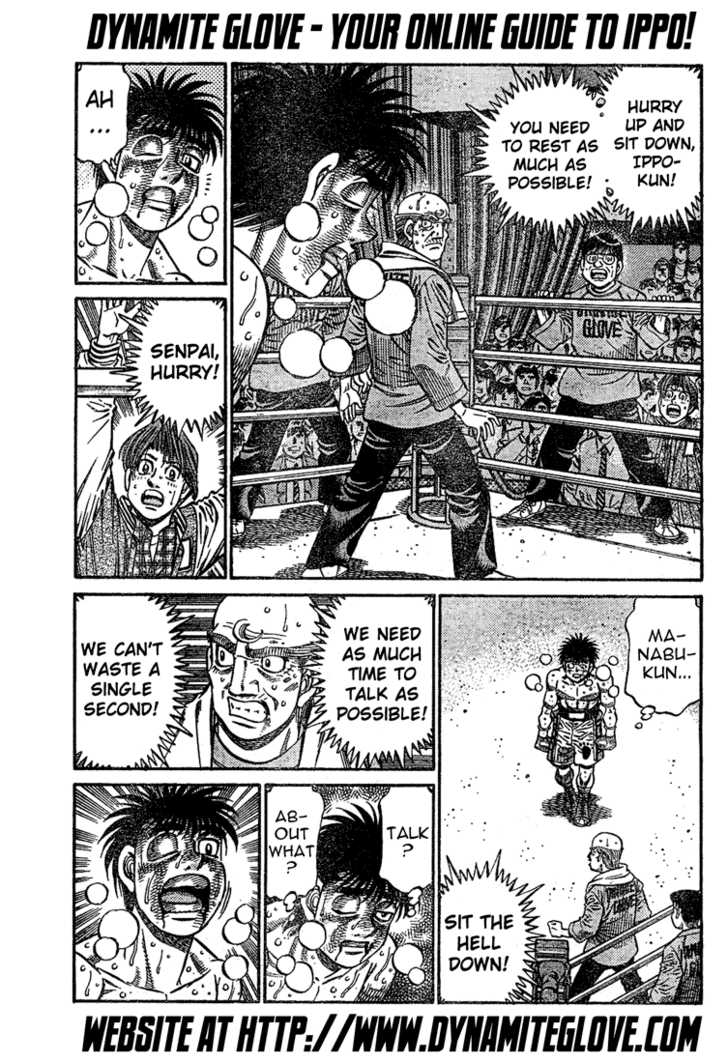 DYNAMITE GLOVE - YOUR ONLINE GUIDE TO IPPO!
HURRY
UP AND
SIT DOWN,
IPPO-
KUN!
YOU NEED
TO REST AS
MUCH AS
POSSIBLE!
GLOVE
AH
...
SENPAI,
HURRY!
MA-
NABU-
KUN...
SIT THE
HELL
DOWN!
WE NEED
AS MUCH
TIME TO
TALK AS
POSSIBLE!
WE CAN'T
WASTE A
SINGLE
SECOND!
TALK
?
AB-
OUT
WHAT
?
WEBSITE AT HTTP://WWW.DYNAMITEGLOVE.COM